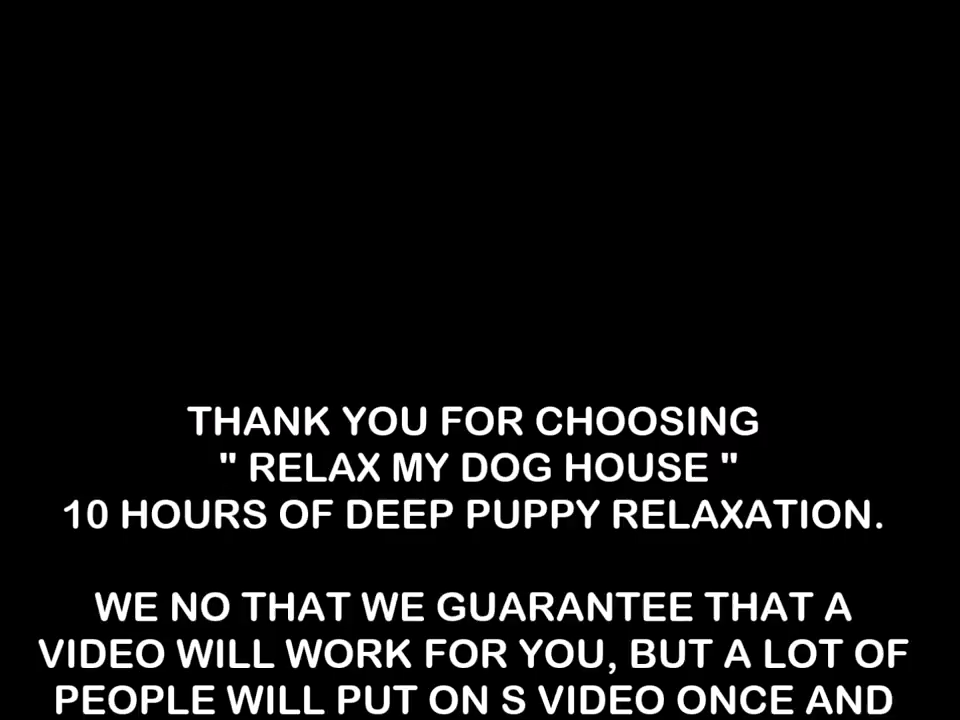 THANK YOU FOR CHOOSING
" RELAX MY DOG HOUSE "
10 HOURS OF DEEP PUPPY RELAXATION.
WE NO THAT WE GUARANTEE THAT A
VIDEO WILL WORK FOR YOU, BUT A LOT OF
PEOPLE WILL PUT ON S VIDEO ONCE AND